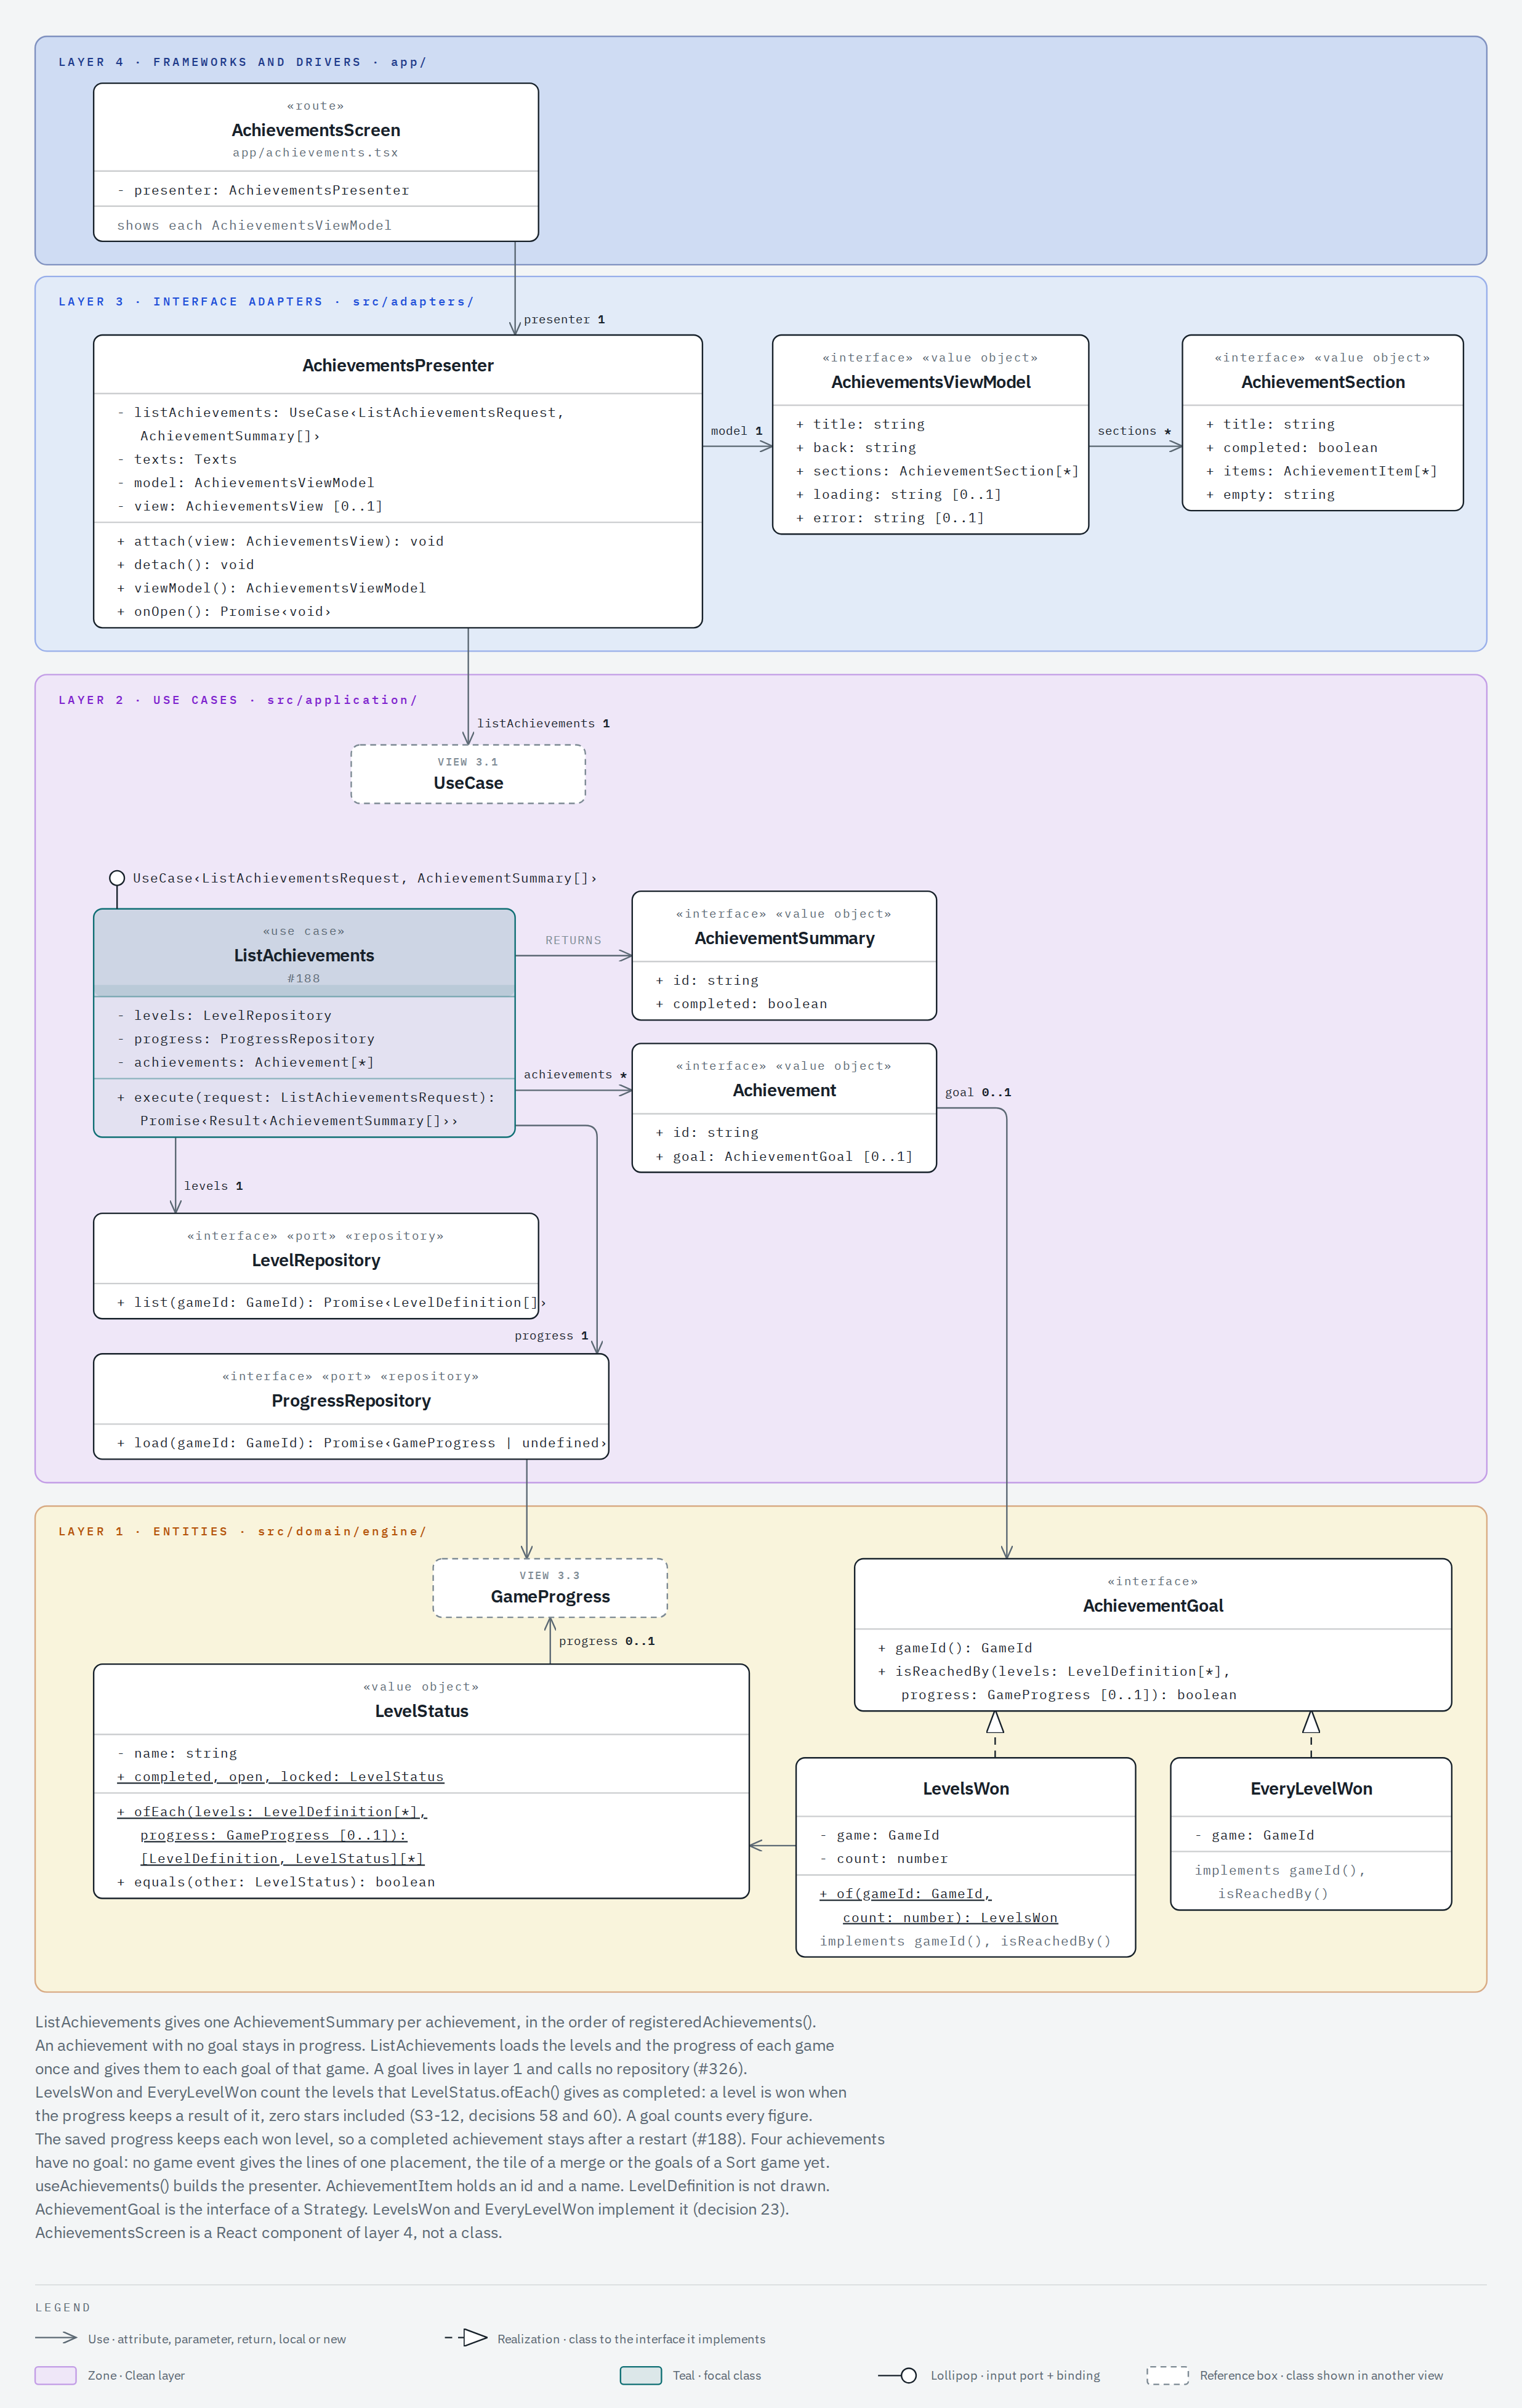 LAYER 4 · FRAMEWORKS AND DRIVERS · app/
«route»
AchievementsScreen
app/achievements.tsx
- presenter: AchievementsPresenter
shows each AchievementsViewModel
LAYER 3 · INTERFACE ADAPTERS · src/adapters/
presenter 1
AchievementsPresenter
- listAchievements: UseCase‹ListAchievementsRequest,
AchievementSummary[]›
- texts: Texts
- model: AchievementsViewModel
- view: AchievementsView [0..1]
+ attach(view: AchievementsView): void
+ detach(): void
+ viewModel(): AchievementsViewModel
+ onOpen(): Promise‹void›
model 1
«interface» «value object»
AchievementsViewModel
+ title: string
+ back: string
+ sections: AchievementSection[*]
+ loading: string [0..1]
+ error: string [0..1]
sections *
«interface» «value object»
AchievementSection
+ title: string
+ completed: boolean
+ items: AchievementItem[*]
+ empty: string
LAYER 2 · USE CASES · src/application/
listAchievements 1
VIEW 3.1
UseCase
UseCase‹ListAchievementsRequest, AchievementSummary[]›
«use case»
ListAchievements
#188
- levels: LevelRepository
- progress: ProgressRepository
- achievements: Achievement[*]
+ execute(request: ListAchievementsRequest):
Promise‹Result‹AchievementSummary[]››
RETURNS
«interface» «value object»
AchievementSummary
+ id: string
+ completed: boolean
achievements *
«interface» «value object»
Achievement
+ id: string
+ goal: AchievementGoal [0..1]
goal 0..1
levels 1
«interface» «port» «repository»
LevelRepository
+ list(gameId: GameId): Promise‹LevelDefinition[]›
progress 1
«interface» «port» «repository»
ProgressRepository
+ load(gameId: GameId): Promise‹GameProgress | undefined›
LAYER 1 · ENTITIES · src/domain/engine/
VIEW 3.3
GameProgress
progress 0..1
«interface»
AchievementGoal
+ gameId(): GameId
+ isReachedBy(levels: LevelDefinition[*],
progress: GameProgress [0..1]): boolean
«value object»
LevelStatus
- name: string
+ completed, open, locked: LevelStatus
+ ofEach(levels: LevelDefinition[*],
progress: GameProgress [0..1]):
[LevelDefinition, LevelStatus][*]
+ equals(other: LevelStatus): boolean
LevelsWon
- game: GameId
- count: number
+ of(gameId: GameId,
count: number): LevelsWon
implements gameId(), isReachedBy()
EveryLevelWon
- game: GameId
implements gameId(),
isReachedBy()
ListAchievements gives one AchievementSummary per achievement, in the order of registeredAchievements().
An achievement with no goal stays in progress. ListAchievements loads the levels and the progress of each game
once and gives them to each goal of that game. A goal lives in layer 1 and calls no repository (#326).
LevelsWon and EveryLevelWon count the levels that LevelStatus.ofEach() gives as completed: a level is won when
the progress keeps a result of it, zero stars included (S3-12, decisions 58 and 60). A goal counts every figure.
The saved progress keeps each won level, so a completed achievement stays after a restart (#188). Four achievements
have no goal: no game event gives the lines of one placement, the tile of a merge or the goals of a Sort game yet.
useAchievements() builds the presenter. AchievementItem holds an id and a name. LevelDefinition is not drawn.
AchievementGoal is the interface of a Strategy. LevelsWon and EveryLevelWon implement it (decision 23).
AchievementsScreen is a React component of layer 4, not a class.
LEGEND
Use · attribute, parameter, return, local or new
Realization · class to the interface it implements
Zone · Clean layer
Teal · focal class
Lollipop · input port + binding
Reference box · class shown in another view